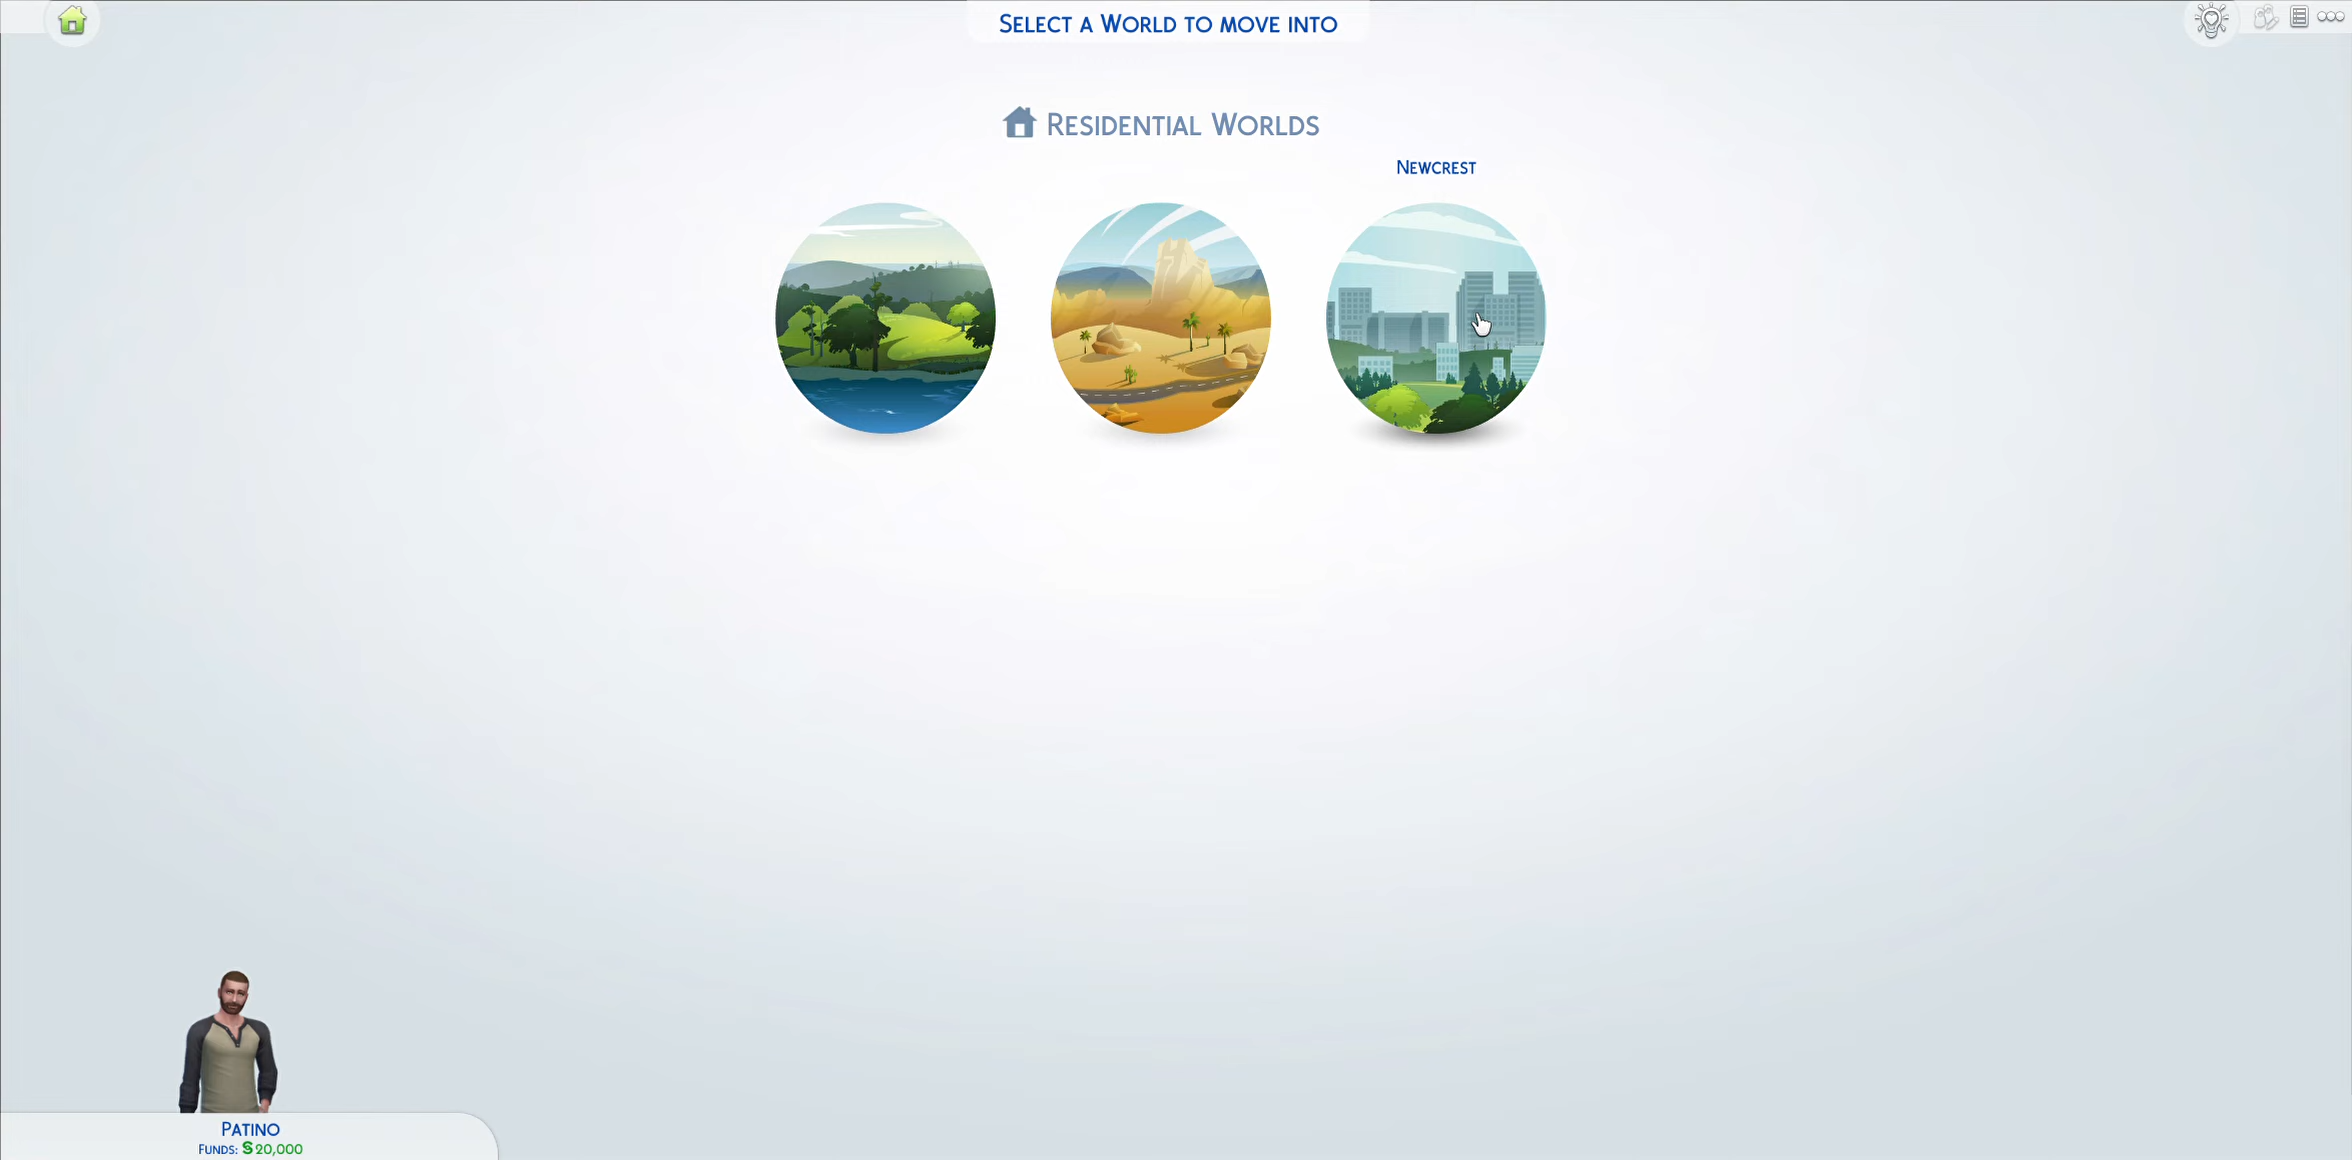 Select a World to move into
Residential Worlds
Newcrest
Patino
Funds: §20,000